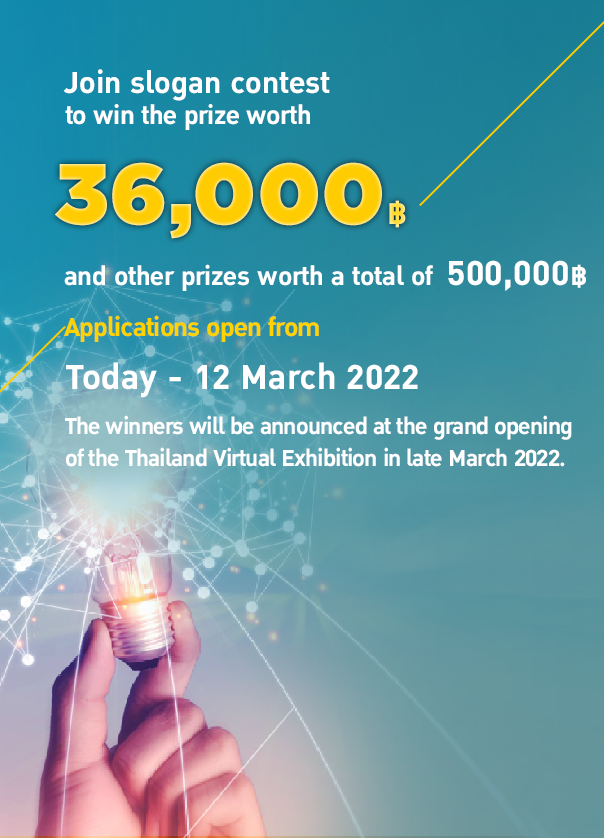 Join slogan contest
to win the prize worth
36,000฿
and other prizes worth a total of 500,000฿
Applications open from
Today - 12 March 2022
The winners will be announced at the grand opening
of the Thailand Virtual Exhibition in late March 2022.